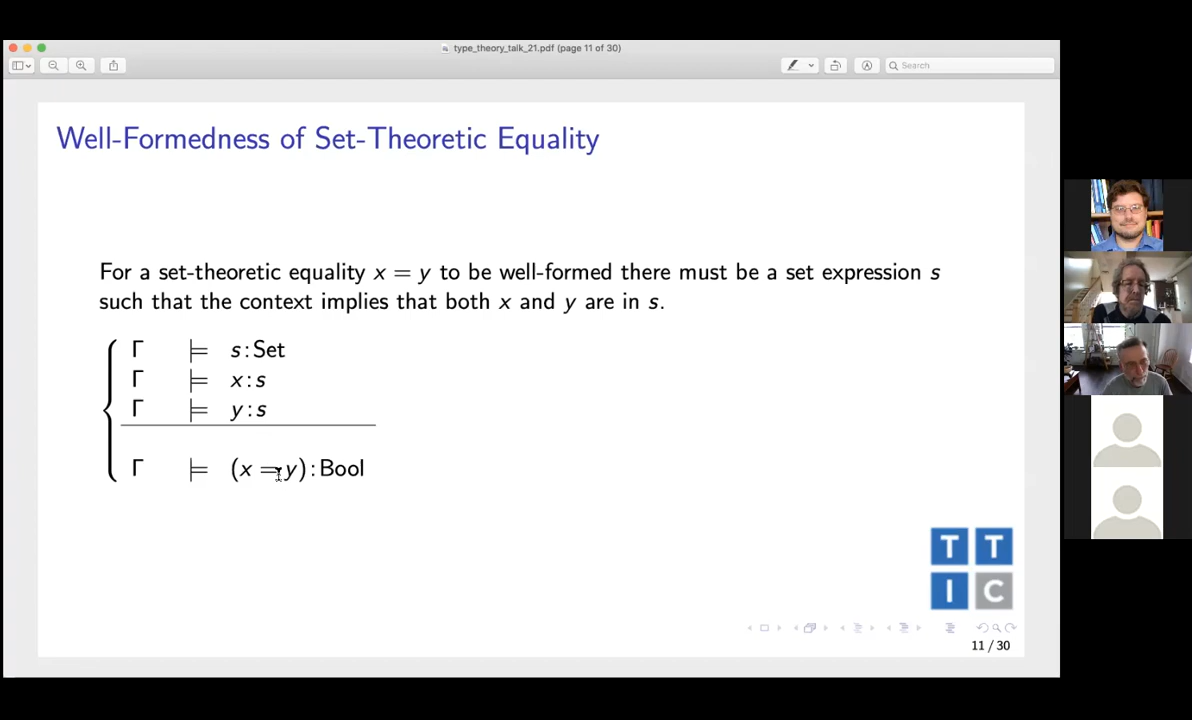 type_theory_talk_21.pdf (page 11 of 30)
Search
Well-Formedness of Set-Theoretic Equality
For a set-theoretic equality x = y to be well-formed there must be a set expression s
such that the context implies that both x and y are in s.
Γ ⊨ s:Set
Γ ⊨ x:s
Γ ⊨ y:s
Γ ⊨ (x = y):Bool
T T
I C
11 / 30